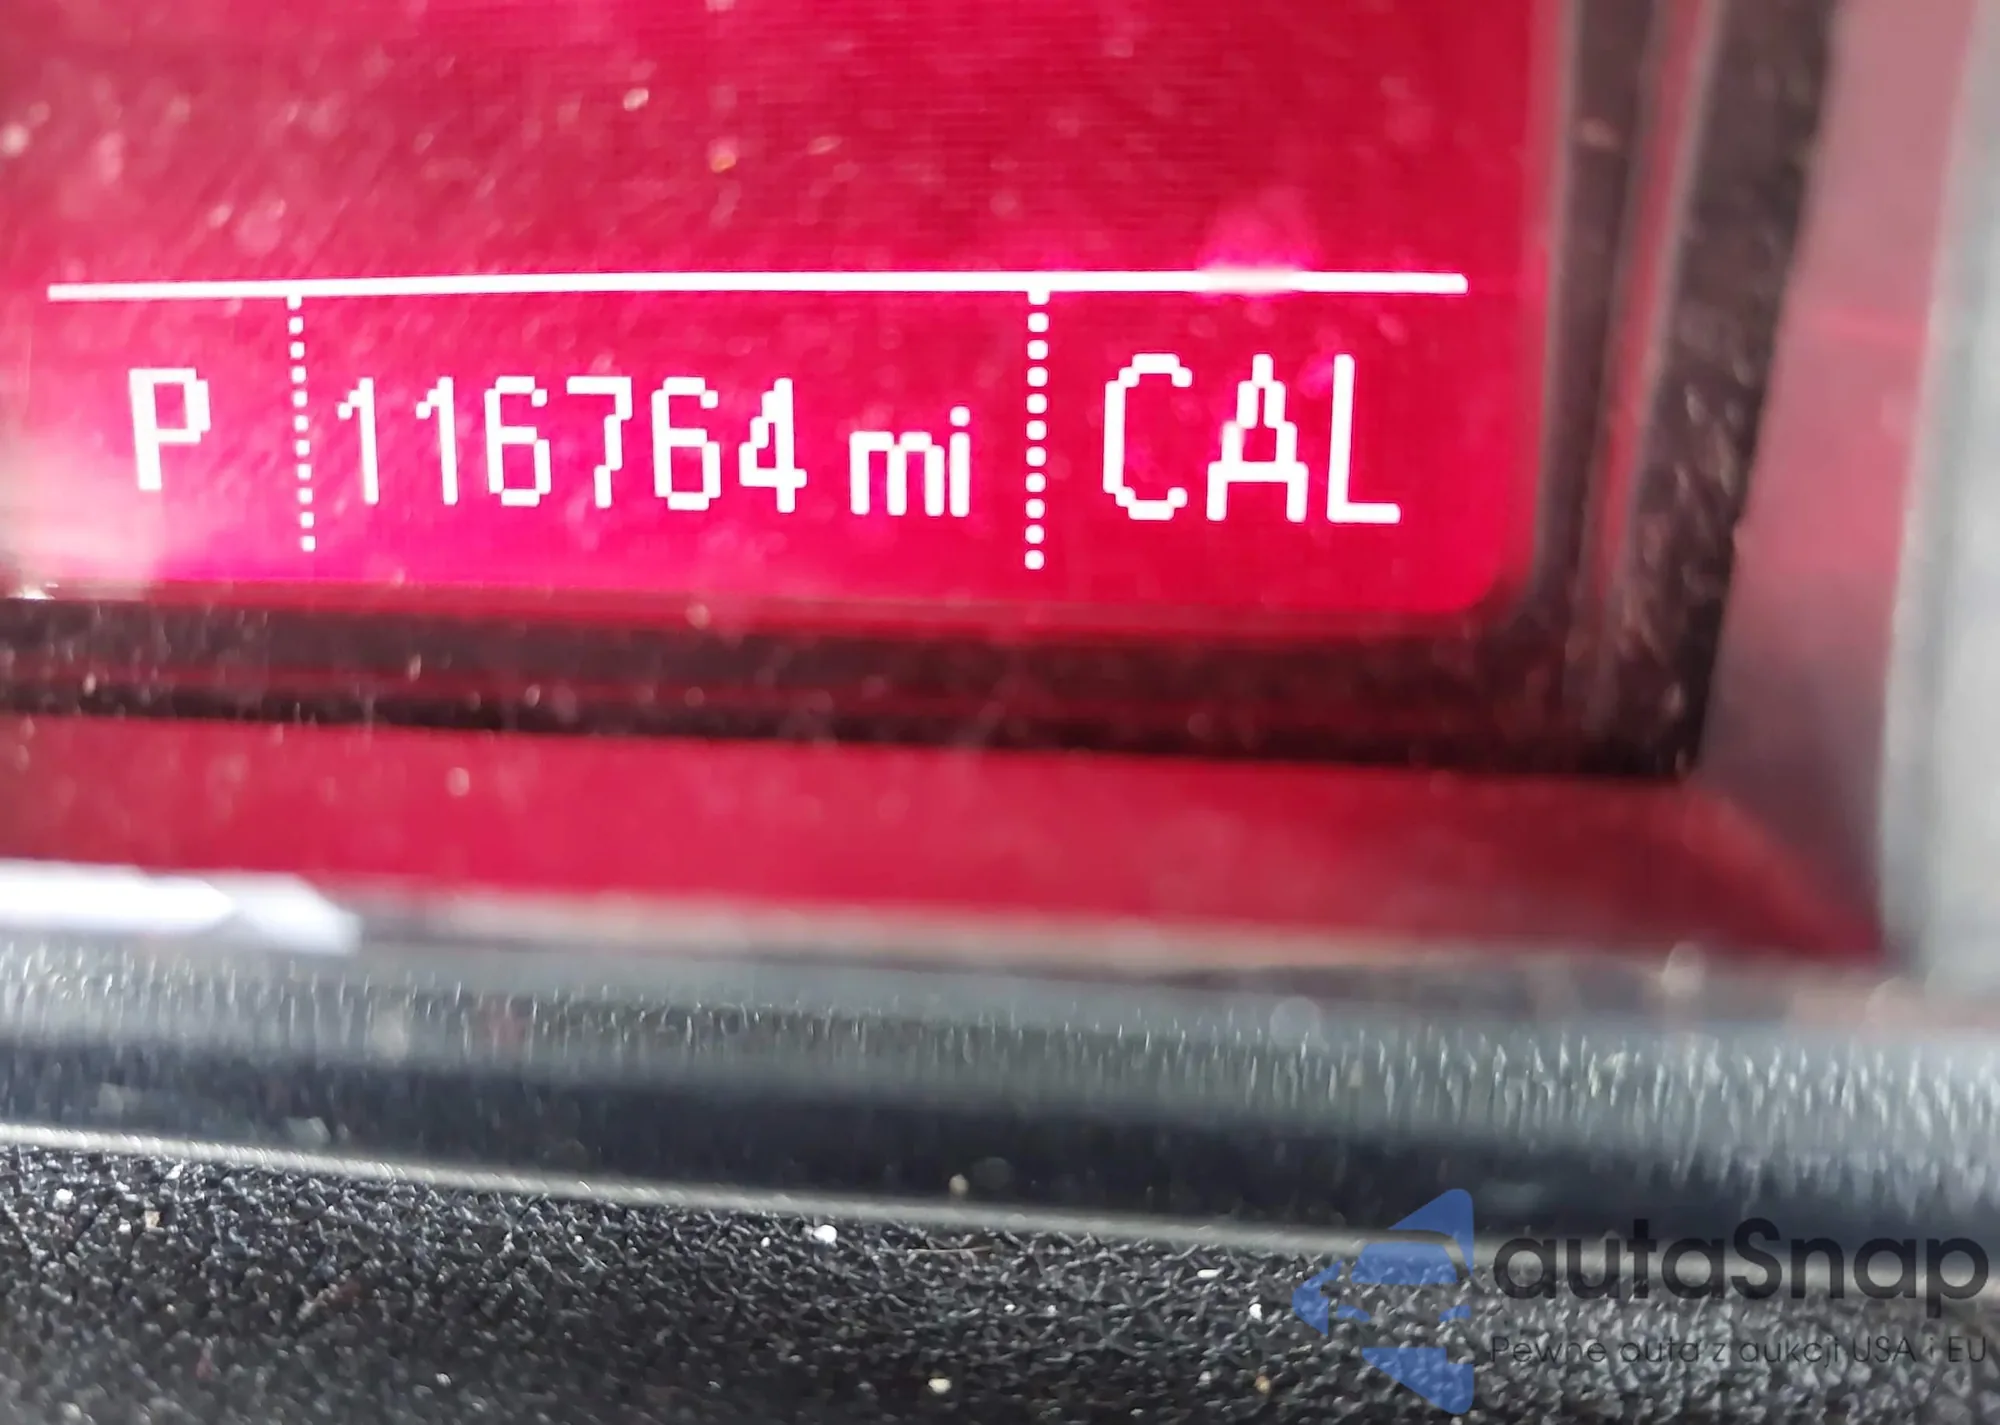 P 116764 mi CAL
autaSnap
Pewne auta z aukcji USA i EU